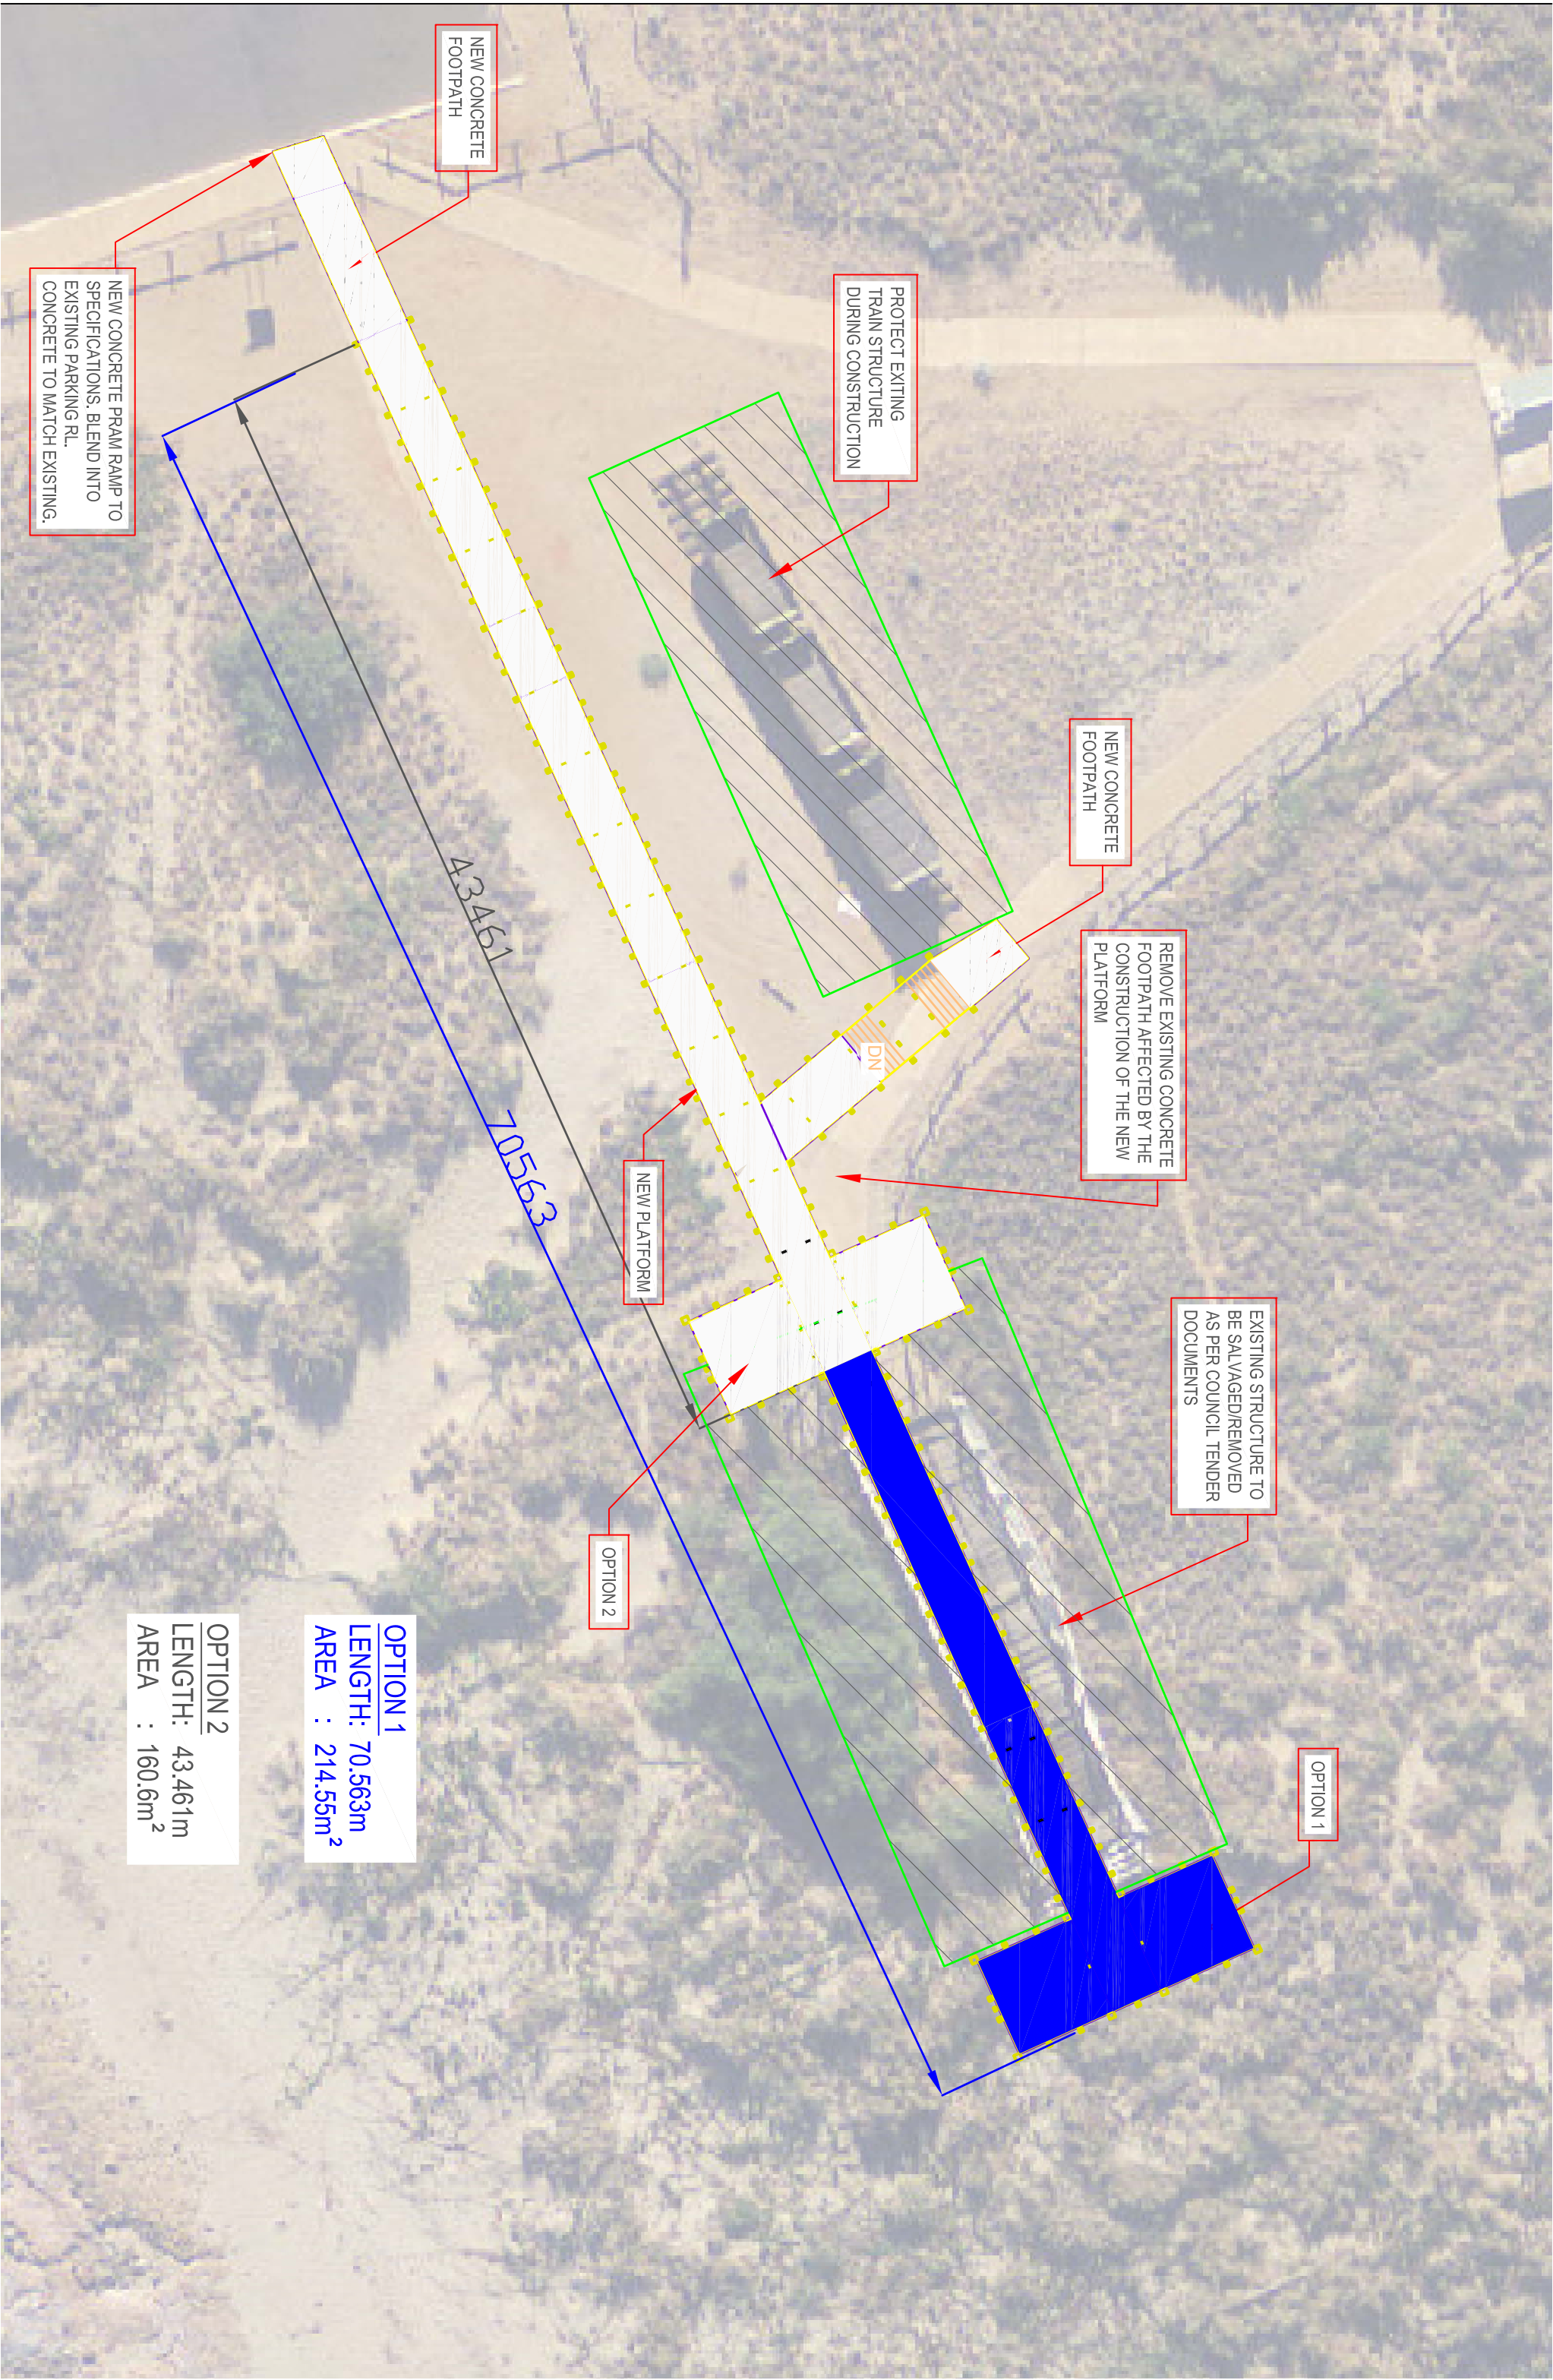 NEW CONCRETE
FOOTPATH
NEW CONCRETE PRAM RAMP TO
SPECIFICATIONS. BLEND INTO
EXISTING PARKING RL.
CONCRETE TO MATCH EXISTING.
PROTECT EXITING
TRAIN STRUCTURE
DURING CONSTRUCTION
NEW CONCRETE
FOOTPATH
REMOVE EXISTING CONCRETE
FOOTPATH AFFECTED BY THE
CONSTRUCTION OF THE NEW
PLATFORM
DN
43461
70563
NEW PLATFORM
EXISTING STRUCTURE TO
BE SALVAGED/REMOVED
AS PER COUNCIL TENDER
DOCUMENTS
OPTION 2
OPTION 1
OPTION 1
LENGTH: 70.563m
AREA : 214.55m²
OPTION 2
LENGTH: 43.461m
AREA : 160.6m²